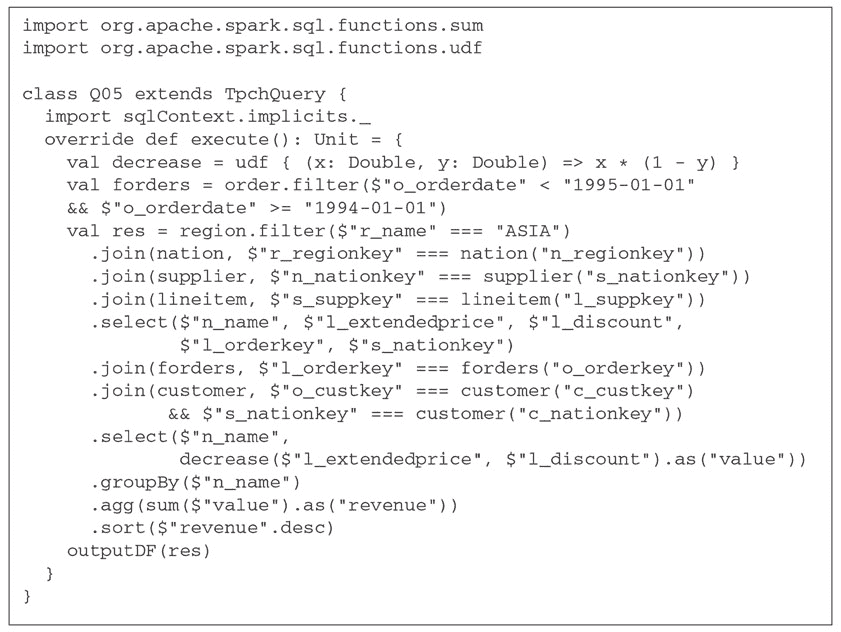 import org.apache.spark.sql.functions.sum
import org.apache.spark.sql.functions.udf

class Q05 extends TpchQuery {
  import sqlContext.implicits._
  override def execute(): Unit = {
    val decrease = udf { (x: Double, y: Double) => x * (1 - y) }
    val forders = order.filter($"o_orderdate" < "1995-01-01"
    && $"o_orderdate" >= "1994-01-01")
    val res = region.filter($"r_name" === "ASIA")
      .join(nation, $"r_regionkey" === nation("n_regionkey"))
      .join(supplier, $"n_nationkey" === supplier("s_nationkey"))
      .join(lineitem, $"s_suppkey" === lineitem("l_suppkey"))
      .select($"n_name", $"l_extendedprice", $"l_discount",
              $"l_orderkey", $"s_nationkey")
      .join(forders, $"l_orderkey" === forders("o_orderkey"))
      .join(customer, $"o_custkey" === customer("c_custkey")
             && $"s_nationkey" === customer("c_nationkey"))
      .select($"n_name",
              decrease($"l_extendedprice", $"l_discount").as("value"))
      .groupBy($"n_name")
      .agg(sum($"value").as("revenue"))
      .sort($"revenue".desc)
    outputDF(res)
  }
}